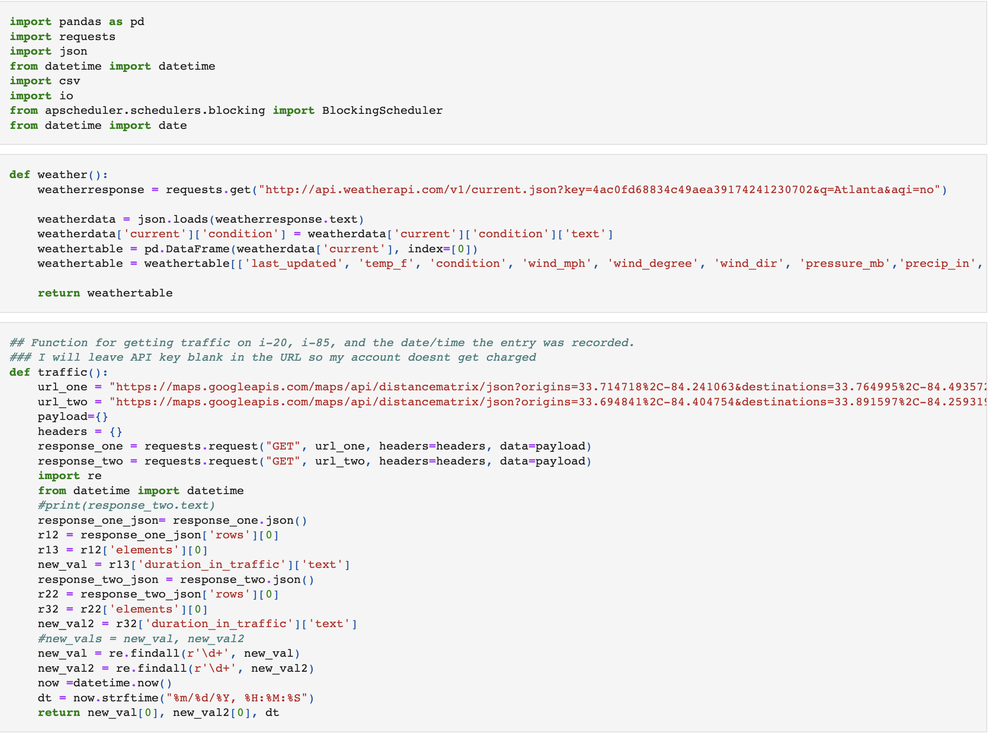 import pandas as pd
import requests
import json
from datetime import datetime
import csv
import io
from apscheduler.schedulers.blocking import BlockingScheduler
from datetime import date
def weather():
    weatherresponse = requests.get("http://api.weatherapi.com/v1/current.json?key=4ac0fd68834c49aea39174241230702&q=Atlanta&aqi=no")
    weatherdata = json.loads(weatherresponse.text)
    weatherdata['current']['condition'] = weatherdata['current']['condition']['text']
    weathertable = pd.DataFrame(weatherdata['current'], index=[0])
    weathertable = weathertable[['last_updated', 'temp_f', 'condition', 'wind_mph', 'wind_degree', 'wind_dir', 'pressure_mb','precip_in',
    return weathertable
## Function for getting traffic on i-20, i-85, and the date/time the entry was recorded.
### I will leave API key blank in the URL so my account doesnt get charged
def traffic():
    url_one = "https://maps.googleapis.com/maps/api/distancematrix/json?origins=33.714718%2C-84.241063&destinations=33.764995%2C-84.493572
    url_two = "https://maps.googleapis.com/maps/api/distancematrix/json?origins=33.694841%2C-84.404754&destinations=33.891597%2C-84.259319
    payload={}
    headers = {}
    response_one = requests.request("GET", url_one, headers=headers, data=payload)
    response_two = requests.request("GET", url_two, headers=headers, data=payload)
    import re
    from datetime import datetime
    #print(response_two.text)
    response_one_json= response_one.json()
    r12 = response_one_json['rows'][0]
    r13 = r12['elements'][0]
    new_val = r13['duration_in_traffic']['text']
    response_two_json = response_two.json()
    r22 = response_two_json['rows'][0]
    r32 = r22['elements'][0]
    new_val2 = r32['duration_in_traffic']['text']
    #new_vals = new_val, new_val2
    new_val = re.findall(r'\d+', new_val)
    new_val2 = re.findall(r'\d+', new_val2)
    now =datetime.now()
    dt = now.strftime("%m/%d/%Y, %H:%M:%S")
    return new_val[0], new_val2[0], dt